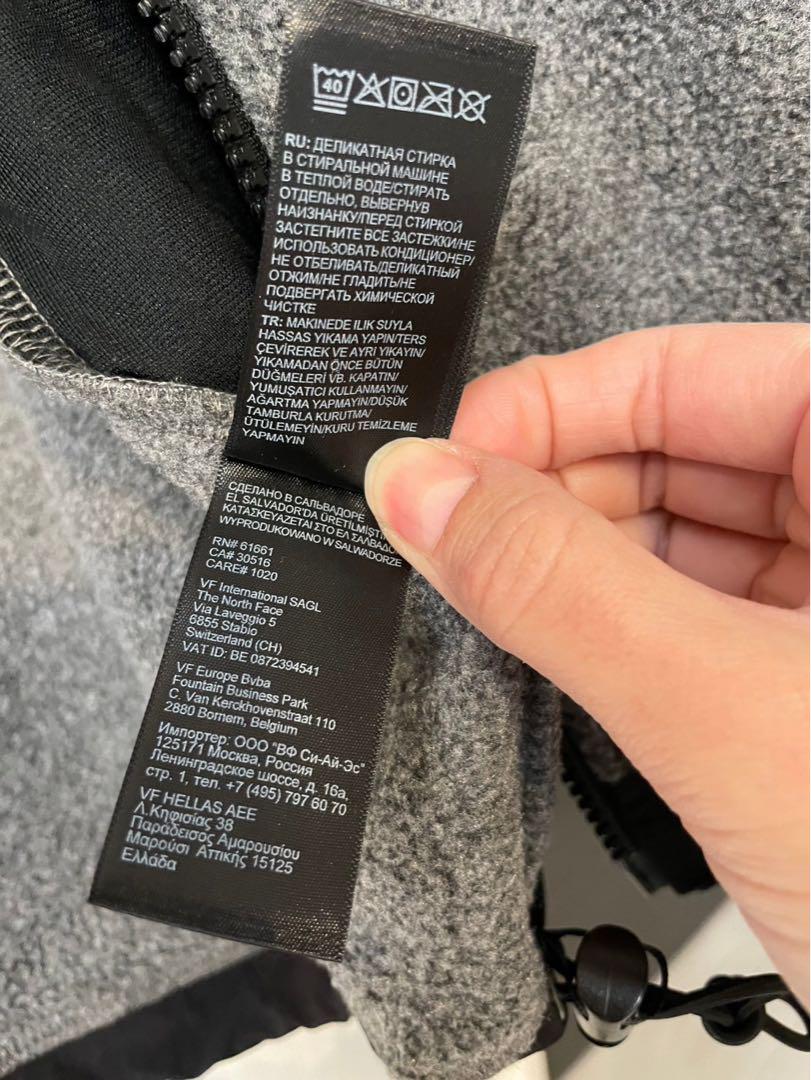 40
RU: ДЕЛИКАТНАЯ СТИРКА
В СТИРАЛЬНОЙ МАШИНЕ
В ТЕПЛОЙ ВОДЕ/СТИРАТЬ
ОТДЕЛЬНО, ВЫВЕРНУВ
НАИЗНАНКУ/ПЕРЕД СТИРКОЙ
ЗАСТЕГНИТЕ ВСЕ ЗАСТЕЖКИ/НЕ
ИСПОЛЬЗОВАТЬ КОНДИЦИОНЕР/
НЕ ОТБЕЛИВАТЬ/ДЕЛИКАТНЫЙ
ОТЖИМ/НЕ ГЛАДИТЬ/НЕ
ПОДВЕРГАТЬ ХИМИЧЕСКОЙ
ЧИСТКЕ
TR: MAKINEDE ILIK SUYLA
HASSAS YIKAMA YAPIN/TERS
ÇEVİREREK VE AYRI YIKAYIN/
YIKAMADAN ÖNCE BÜTÜN
DÜĞMELERİ VB. KAPATIN/
YUMUŞATICI KULLANMAYIN/
AĞARTMA YAPMAYIN/DÜŞÜK
TAMBURLA KURUTMA/
ÜTÜLEMEYİN/KURU TEMİZLEME
YAPMAYIN
СДЕЛАНО В САЛЬВАДОРЕ
EL SALVADOR'DA ÜRETİLMİŞTİ
ΚΑΤΑΣΚΕΥΑΖΕΤΑΙ ΣΤΟ ΕΛ ΣΑΛΒΑΔΟ
WYPRODUKOWANO W SALWADORZE
RN# 61661
CA# 30516
CARE# 1020
VF International SAGL
The North Face
Via Laveggio 5
6855 Stabio
Switzerland (CH)
VAT ID: BE 0872394541
VF Europe Bvba
Fountain Business Park
C. Van Kerckhovenstraat 110
2880 Bornem, Belgium
Импортер: ООО "ВФ Си-Ай-Эс"
125171 Москва, Россия
Ленинградское шоссе, д. 16а,
стр. 1, тел. +7 (495) 797 60 70
VF HELLAS AEE
Λ.Κηφισίας 38
Παράδεισος Αμαρουσίου
Μαρούσι Αττικής 15125
Ελλάδα